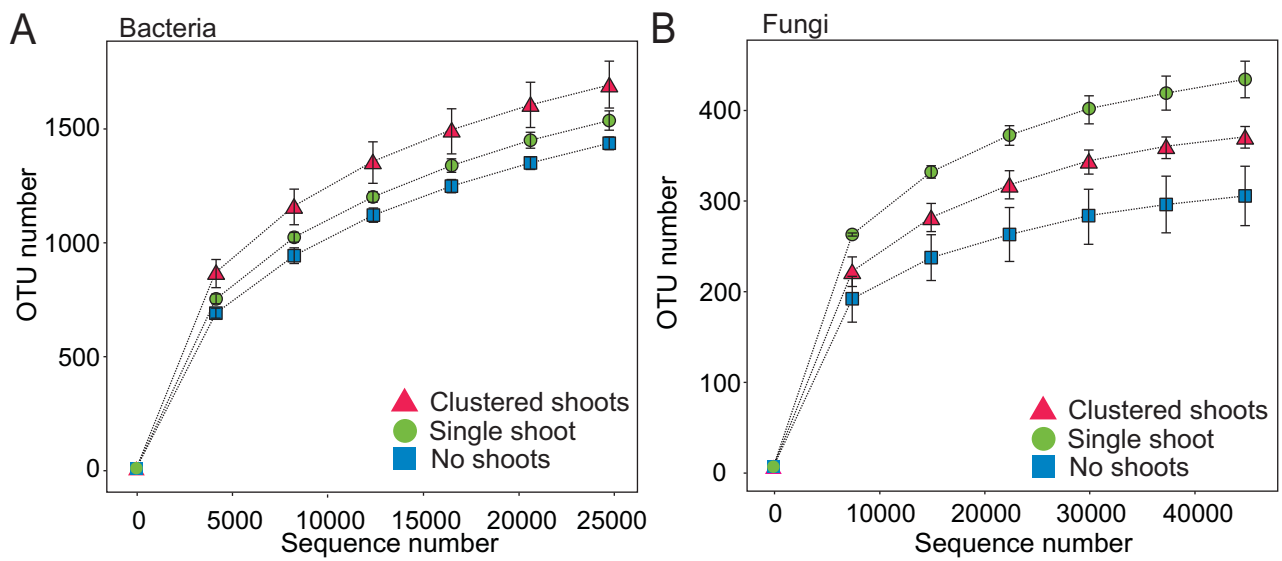 A
Bacteria
1500
1000
500
0
OTU number
Clustered shoots
Single shoot
No shoots
0 5000 10000 15000 20000 25000
Sequence number
B
Fungi
400
300
200
100
0
OTU number
Clustered shoots
Single shoot
No shoots
0 10000 20000 30000 40000
Sequence number